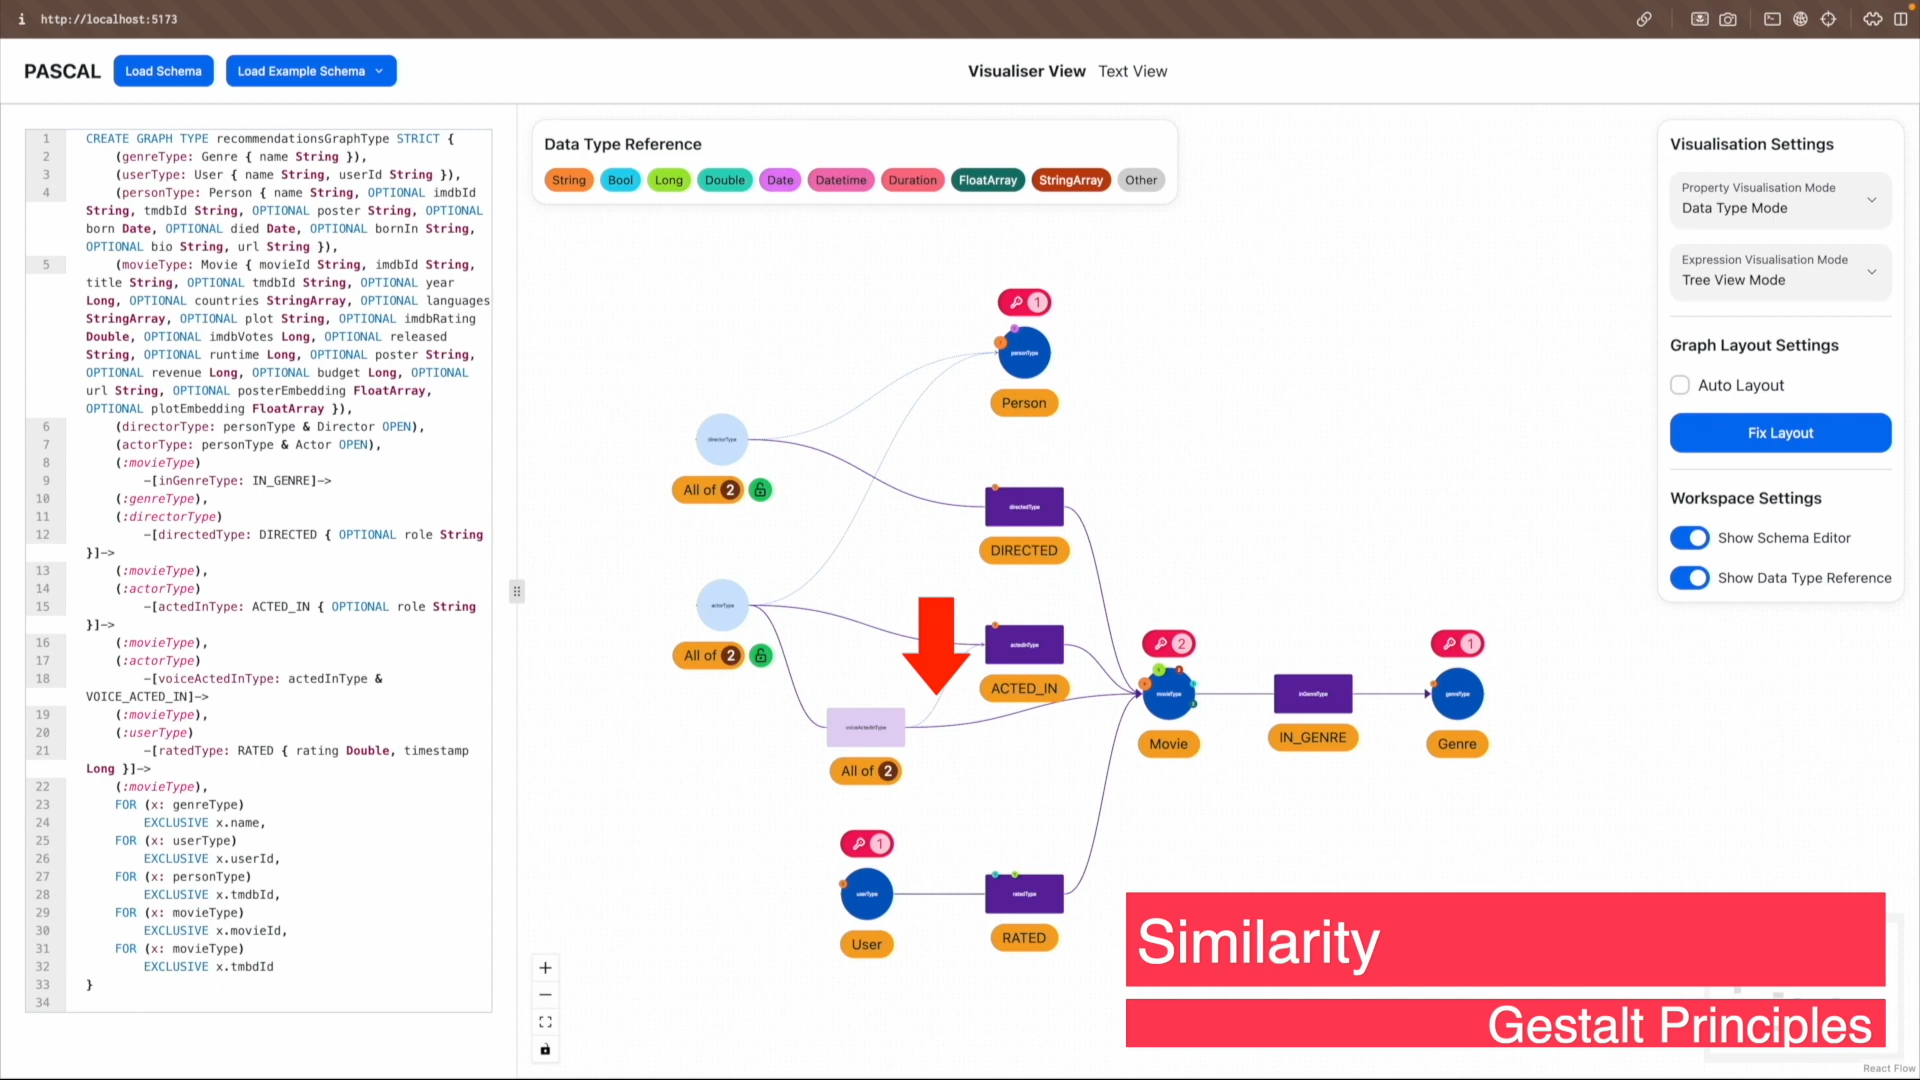 http://localhost:5173
PASCAL
Load Schema
Load Example Schema
Visualiser View
Text View
1 CREATE GRAPH TYPE recommendationsGraphType STRICT {
2 (genreType: Genre { name String }),
3 (userType: User { name String, userId String }),
4 (personType: Person { name String, OPTIONAL imdbId
String, tmdbId String, OPTIONAL poster String, OPTIONAL
born Date, OPTIONAL died Date, OPTIONAL bornIn String,
OPTIONAL bio String, url String }),
5 (movieType: Movie { movieId String, imdbId String,
title String, OPTIONAL tmdbId String, OPTIONAL year
Long, OPTIONAL countries StringArray, OPTIONAL languages
StringArray, OPTIONAL plot String, OPTIONAL imdbRating
Double, OPTIONAL imdbVotes Long, OPTIONAL released
String, OPTIONAL runtime Long, OPTIONAL poster String,
OPTIONAL revenue Long, OPTIONAL budget Long, OPTIONAL
url String, OPTIONAL posterEmbedding FloatArray,
OPTIONAL plotEmbedding FloatArray }),
6 (directorType: personType & Director OPEN),
7 (actorType: personType & Actor OPEN),
8 (:movieType)
9 -[inGenreType: IN_GENRE]->
10 (:genreType),
11 (:directorType)
12 -[directedType: DIRECTED { OPTIONAL role String
}]->
13 (:movieType),
14 (:actorType)
15 -[actedInType: ACTED_IN { OPTIONAL role String
}]->
16 (:movieType),
17 (:actorType)
18 -[voiceActedInType: actedInType &
VOICE_ACTED_IN]->
19 (:movieType),
20 (:userType)
21 -[ratedType: RATED { rating Double, timestamp
Long }]->
22 (:movieType),
23 FOR (x: genreType)
24 EXCLUSIVE x.name,
25 FOR (x: userType)
26 EXCLUSIVE x.userId,
27 FOR (x: personType)
28 EXCLUSIVE x.tmdbId,
29 FOR (x: movieType)
30 EXCLUSIVE x.movieId,
31 FOR (x: movieType)
32 EXCLUSIVE x.tmbdId
33 }
34
Data Type Reference
String Bool Long Double Date Datetime Duration FloatArray StringArray Other
1
personType
Person
directorType
All of 2
directedType
DIRECTED
actorType
All of 2
actedInType
ACTED_IN
voiceActedInType
All of 2
2
movieType
Movie
inGenreType
IN_GENRE
1
genreType
Genre
1
userType
User
ratedType
RATED
Visualisation Settings
Property Visualisation Mode
Data Type Mode
Expression Visualisation Mode
Tree View Mode
Graph Layout Settings
Auto Layout
Fix Layout
Workspace Settings
Show Schema Editor
Show Data Type Reference
Similarity
Gestalt Principles
React Flow